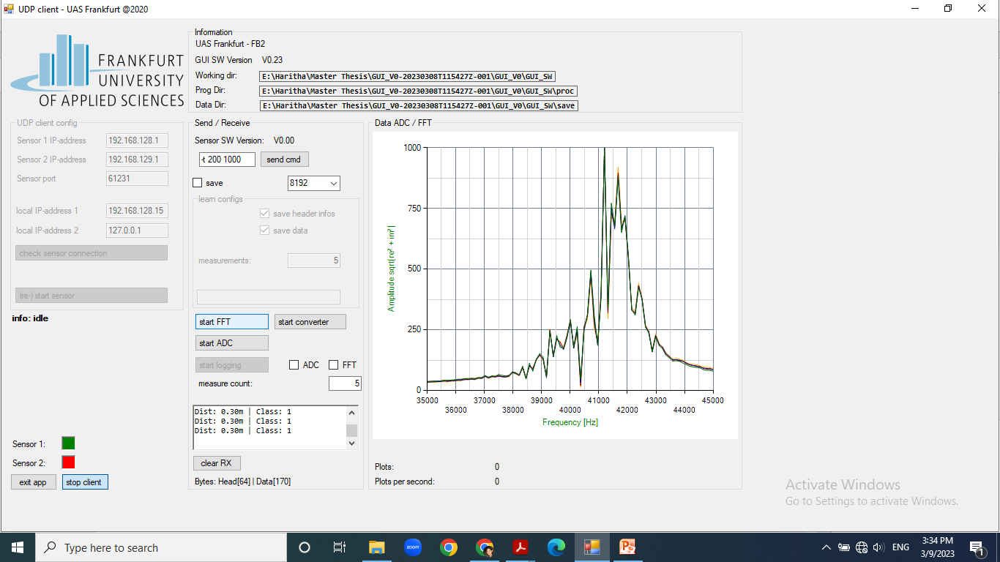 UDP client - UAS Frankfurt @2020
FRANKFURT
UNIVERSITY
OF APPLIED SCIENCES
Infomation
UAS Frankfurt - FB2
GUI SW Version V0.23
Working dir: E:\Haritha\Master Thesis\GUI_V0-20230308T115427Z-001\GUI_V0\GUI_SW
Prog Dir: E:\Haritha\Master Thesis\GUI_V0-20230308T115427Z-001\GUI_V0\GUI_SW\proc
Data Dir: E:\Haritha\Master Thesis\GUI_V0-20230308T115427Z-001\GUI_V0\GUI_SW\save
UDP client config
Sensor 1 IP-address 192.168.128.1
Sensor 2 IP-address 192.168.129.1
Sensor port 61231
local IP-address 1 192.168.128.15
local IP-address 2 127.0.0.1
check sensor connection
(re-) start sensor
info: idle
Sensor 1:
Sensor 2:
exit app stop client
Send / Receive
Sensor SW Version: V0.00
-t 200 1000 send cmd
save 8192
learn configs
save header infos
save data
measurements: 5
start FFT start converter
start ADC
start logging ADC FFT
measure count: 5
Dist: 0.30m | Class: 1
Dist: 0.30m | Class: 1
Dist: 0.30m | Class: 1
clear RX
Bytes: Head[64] | Data[170]
Data ADC / FFT
Amplitude sqrt(re² + im²)
1000
750
500
250
0
35000 37000 39000 40000 41000 43000 45000
36000 38000 40000 42000 44000
Frequency [Hz]
Plots: 0
Plots per second: 0
Activate Windows
Go to Settings to activate Windows.
Type here to search
zoom
ENG
3:34 PM
3/9/2023
1